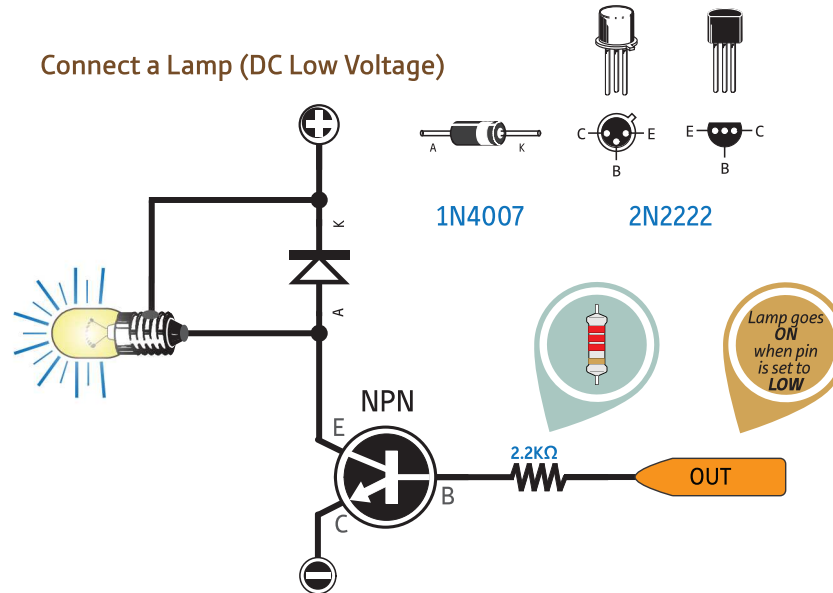 Connect a Lamp (DC Low Voltage)
C
E
B
E
C
B
A
K
1N4007
2N2222
K
A
Lamp goes
ON
when pin
is set to
LOW
NPN
E
2.2KΩ
OUT
B
C